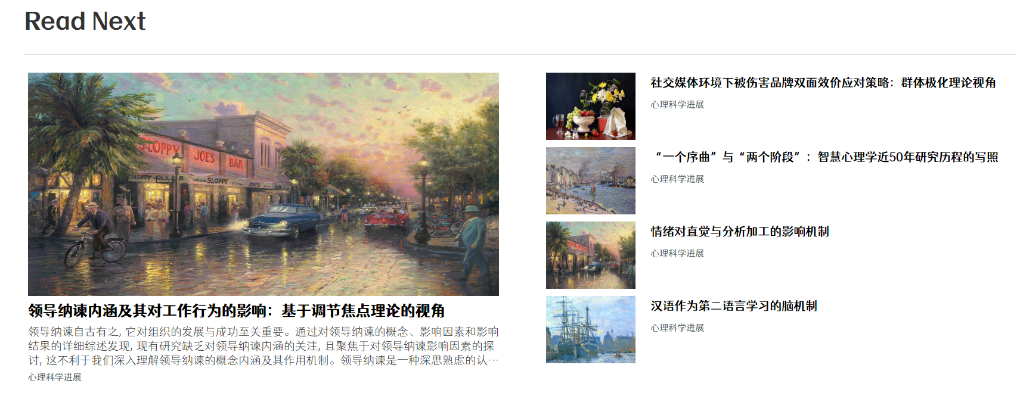 Read Next
SLOPPY JOE'S BAR
SLOPPY
领导纳谏内涵及其对工作行为的影响：基于调节焦点理论的视角
领导纳谏自古有之, 它对组织的发展与成功至关重要。通过对领导纳谏的概念、影响因素和影响
结果的详细综述发现, 现有研究缺乏对领导纳谏内涵的关注, 且聚焦于对领导纳谏影响因素的探
讨, 这不利于我们深入理解领导纳谏的概念内涵及其作用机制。领导纳谏是一种深思熟虑的认…
心理科学进展
社交媒体环境下被伤害品牌双面效价应对策略：群体极化理论视角
心理科学进展
“一个序曲”与“两个阶段”：智慧心理学近50年研究历程的写照
心理科学进展
情绪对直觉与分析加工的影响机制
心理科学进展
汉语作为第二语言学习的脑机制
心理科学进展